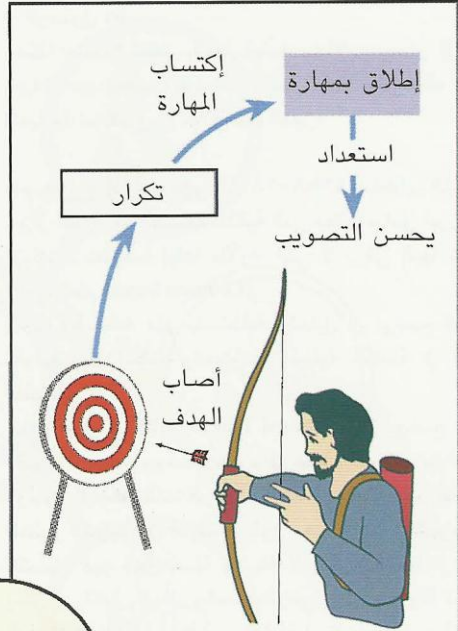 إكتساب
المهارة
إطلاق بمهارة
استعداد
تكرار
يحسن التصويب
أصاب
الهدف